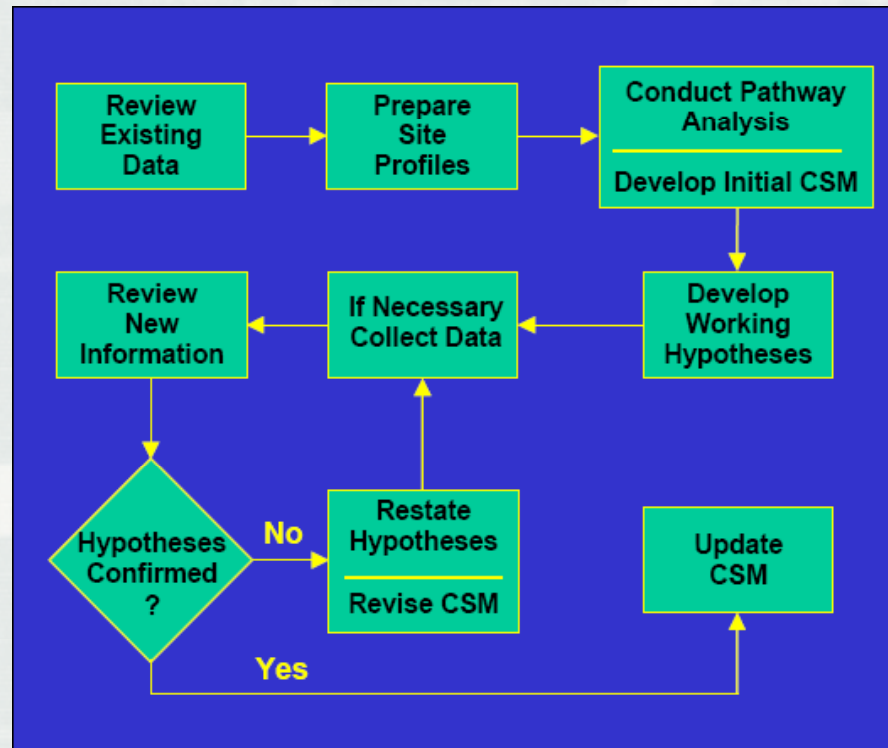 Review
Existing
Data
Prepare
Site
Profiles
Conduct Pathway
Analysis
Develop Initial CSM
Review
New
Information
If Necessary
Collect Data
Develop
Working
Hypotheses
Hypotheses
Confirmed
?
No
Restate
Hypotheses
Revise CSM
Update
CSM
Yes